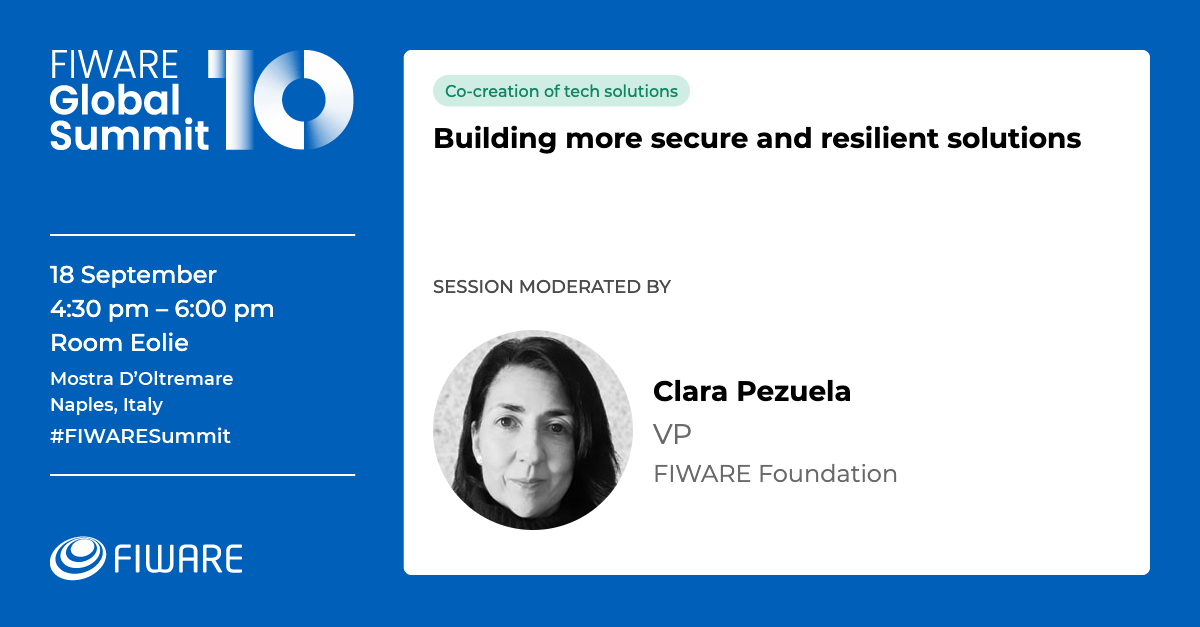 FIWARE
Global
Summit
10
18 September
4:30 pm – 6:00 pm
Room Eolie
Mostra D’Oltremare
Naples, Italy
#FIWARESummit
FIWARE
Co-creation of tech solutions
Building more secure and resilient solutions
SESSION MODERATED BY
Clara Pezuela
VP
FIWARE Foundation